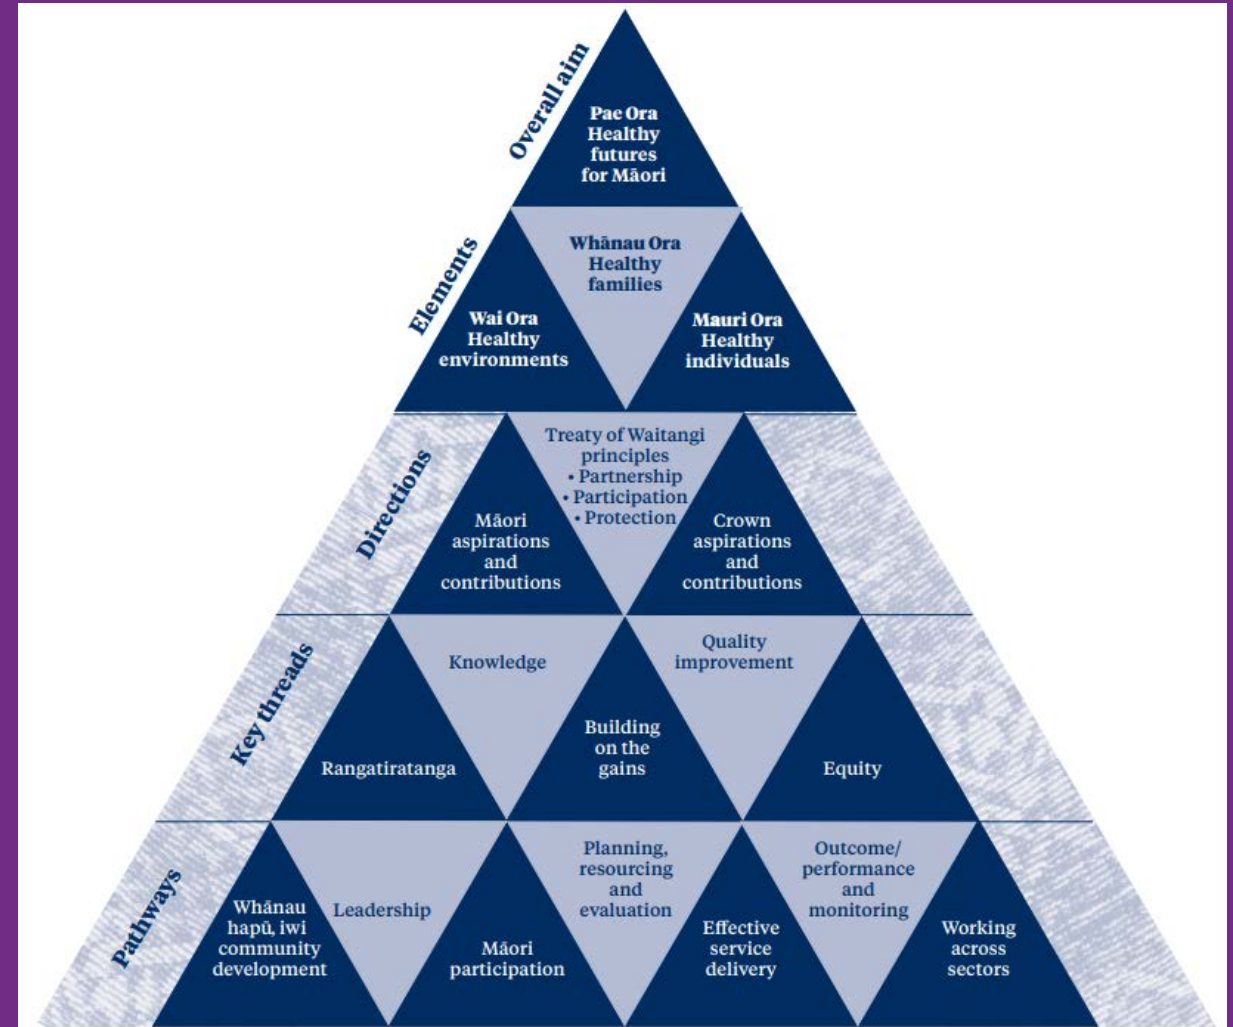 Overall aim
Pae Ora
Healthy
futures
for Māori
Elements
Whānau Ora
Healthy
families
Wai Ora
Healthy
environments
Mauri Ora
Healthy
individuals
Directions
Treaty of Waitangi
principles
• Partnership
• Participation
• Protection
Māori
aspirations
and
contributions
Crown
aspirations
and
contributions
Key threads
Rangatiratanga
Knowledge
Building
on the
gains
Quality
improvement
Equity
Pathways
Whānau
hapū, iwi
community
development
Leadership
Māori
participation
Planning,
resourcing
and
evaluation
Effective
service
delivery
Outcome/
performance
and
monitoring
Working
across
sectors